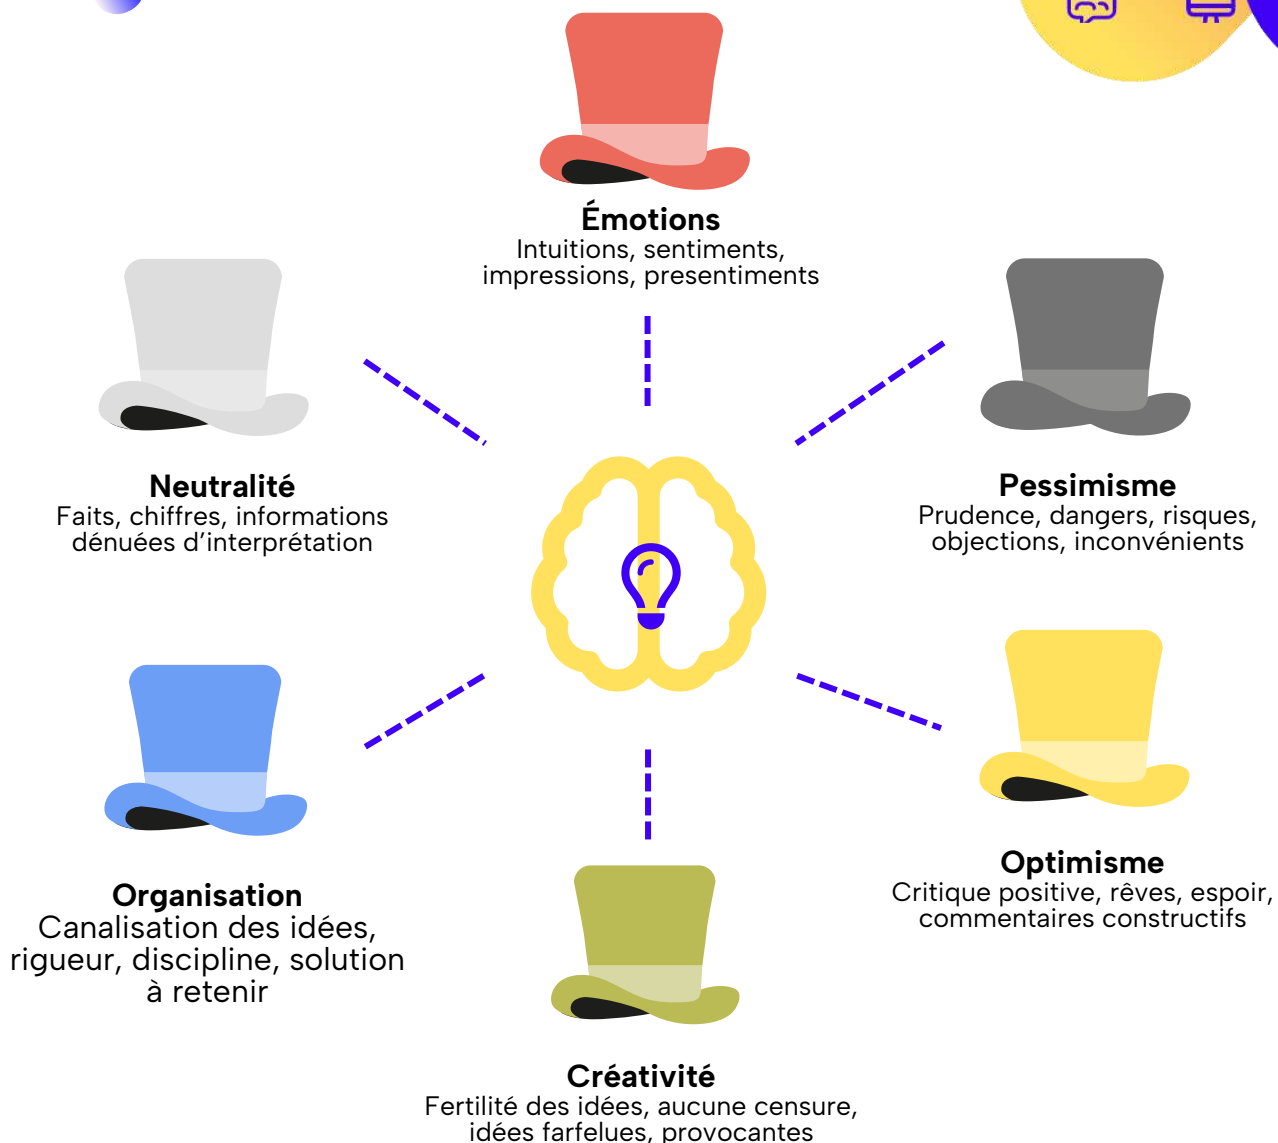 Émotions
Intuitions, sentiments,
impressions, presentiments
Neutralité
Faits, chiffres, informations
dénuées d’interprétation
Pessimisme
Prudence, dangers, risques,
objections, inconvénients
Organisation
Canalisation des idées,
rigueur, discipline, solution
à retenir
Optimisme
Critique positive, rêves, espoir,
commentaires constructifs
Créativité
Fertilité des idées, aucune censure,
idées farfelues, provocantes